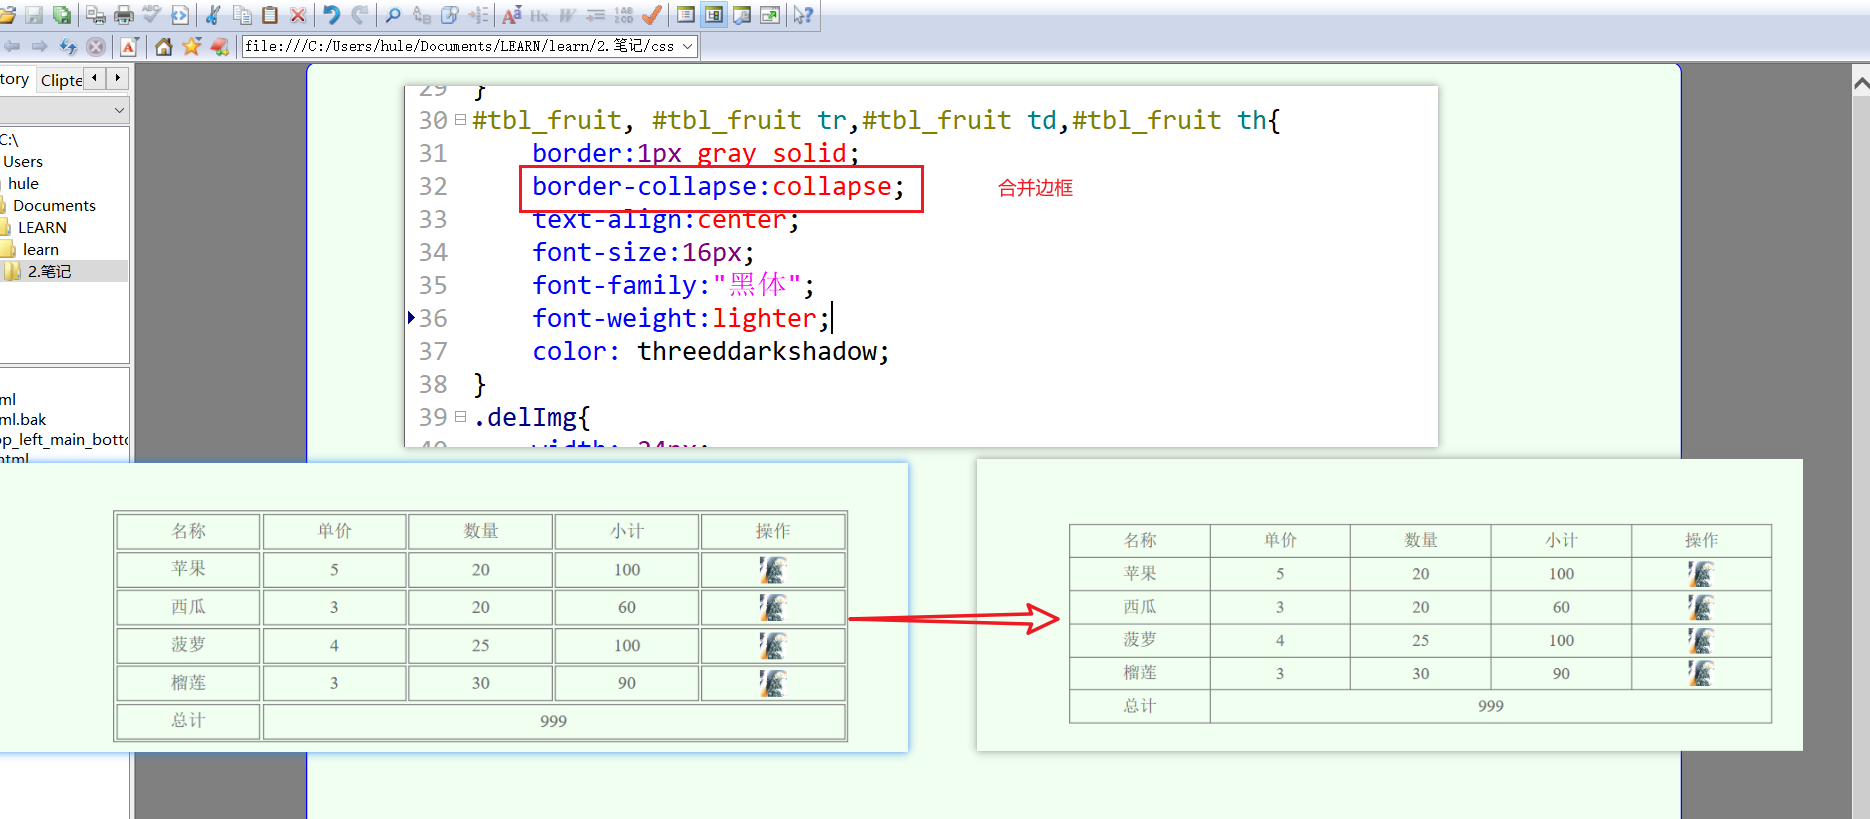 file:///C:/Users/hule/Documents/LEARN/learn/2.笔记/css
tory Clipte
C:\
Users
hule
Documents
LEARN
learn
2.笔记
ml
ml.bak
op_left_main_botto
html
29 }
30 #tbl_fruit, #tbl_fruit tr,#tbl_fruit td,#tbl_fruit th{
31 border:1px gray solid;
32 border-collapse:collapse;
合并边框
33 text-align:center;
34 font-size:16px;
35 font-family:"黑体";
36 font-weight:lighter;
37 color: threeddarkshadow;
38 }
39 .delImg{
40 width: 24px;
名称 单价 数量 小计 操作
苹果 5 20 100
西瓜 3 20 60
菠萝 4 25 100
榴莲 3 30 90
总计 999
名称 单价 数量 小计 操作
苹果 5 20 100
西瓜 3 20 60
菠萝 4 25 100
榴莲 3 30 90
总计 999